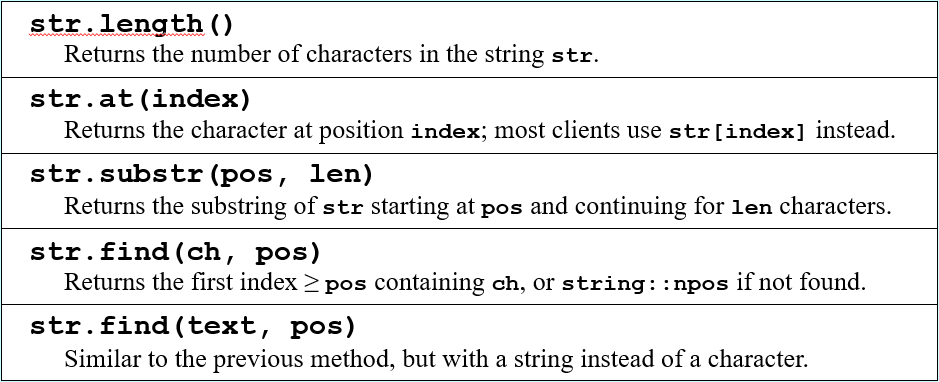 str.length()
Returns the number of characters in the string str.
str.at(index)
Returns the character at position index; most clients use str[index] instead.
str.substr(pos, len)
Returns the substring of str starting at pos and continuing for len characters.
str.find(ch, pos)
Returns the first index ≥ pos containing ch, or string::npos if not found.
str.find(text, pos)
Similar to the previous method, but with a string instead of a character.